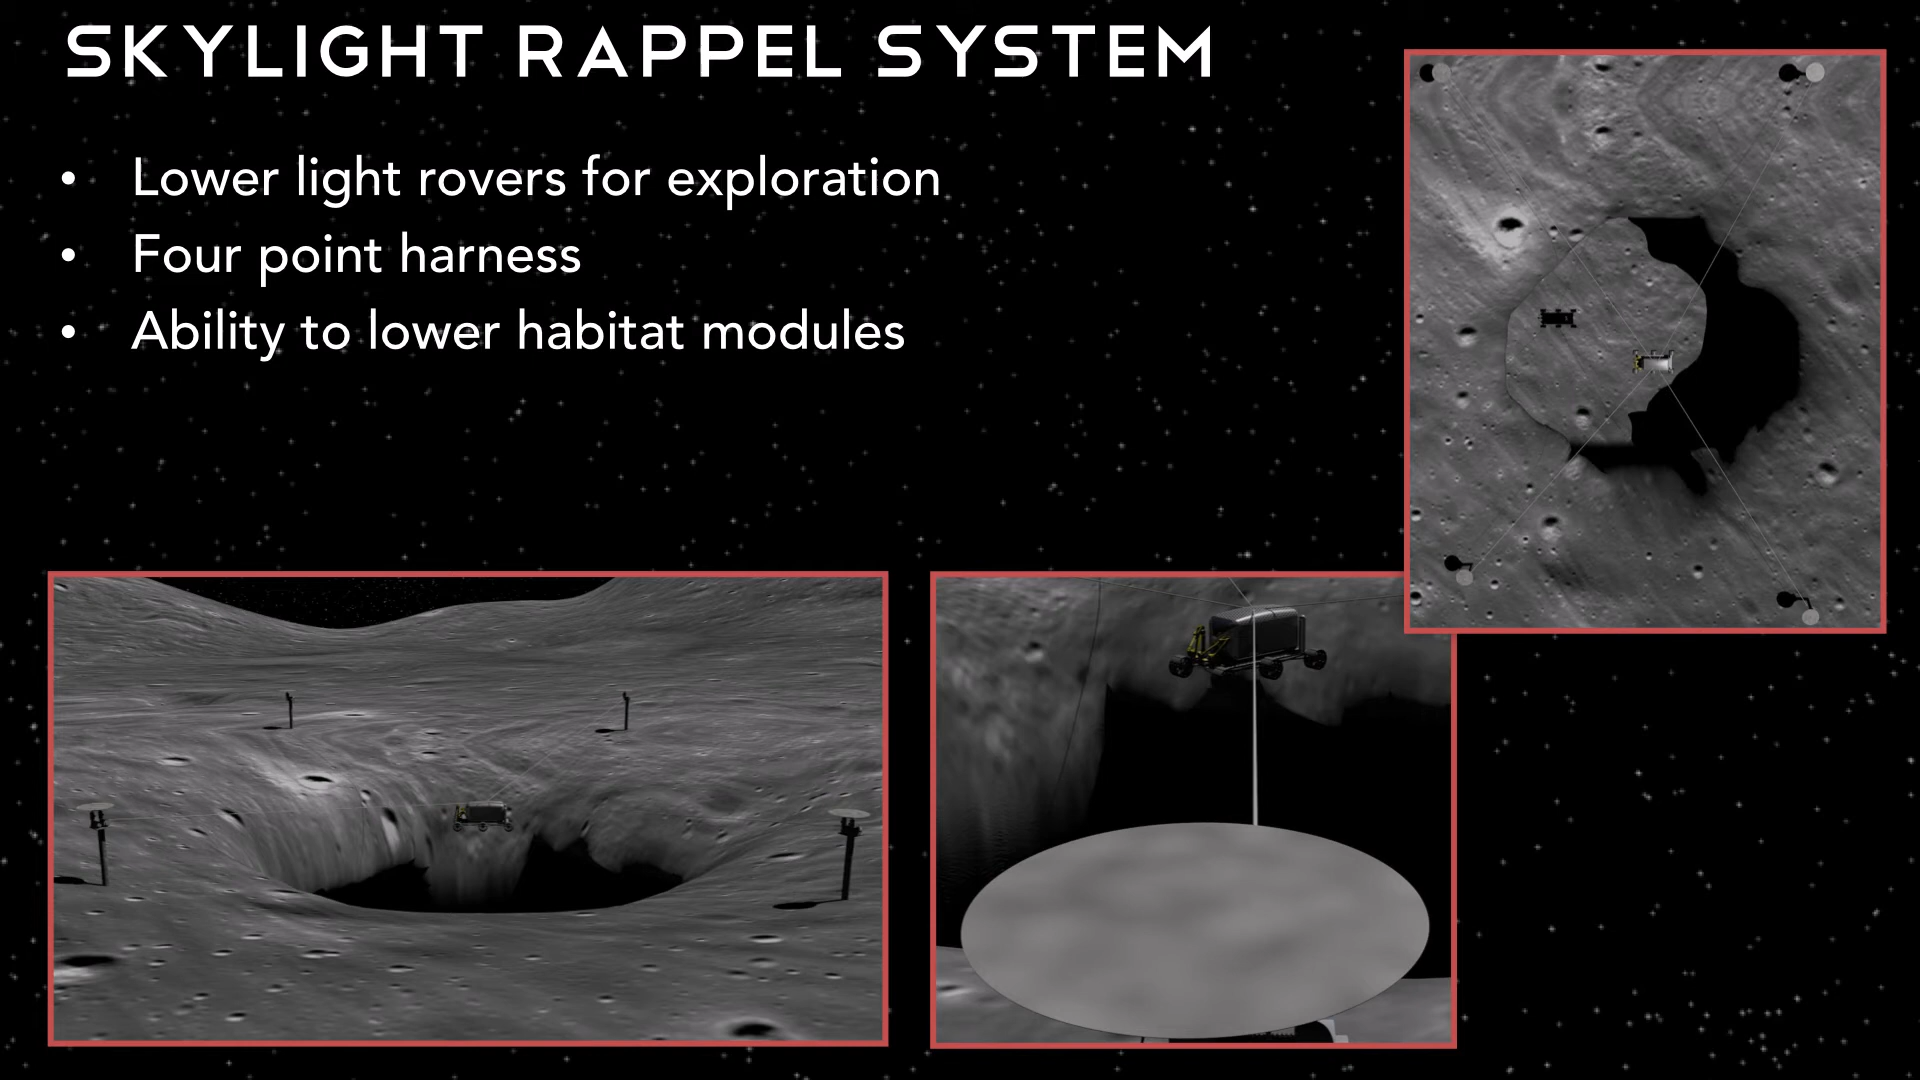 SKYLIGHT RAPPEL SYSTEM
• Lower light rovers for exploration
• Four point harness
• Ability to lower habitat modules